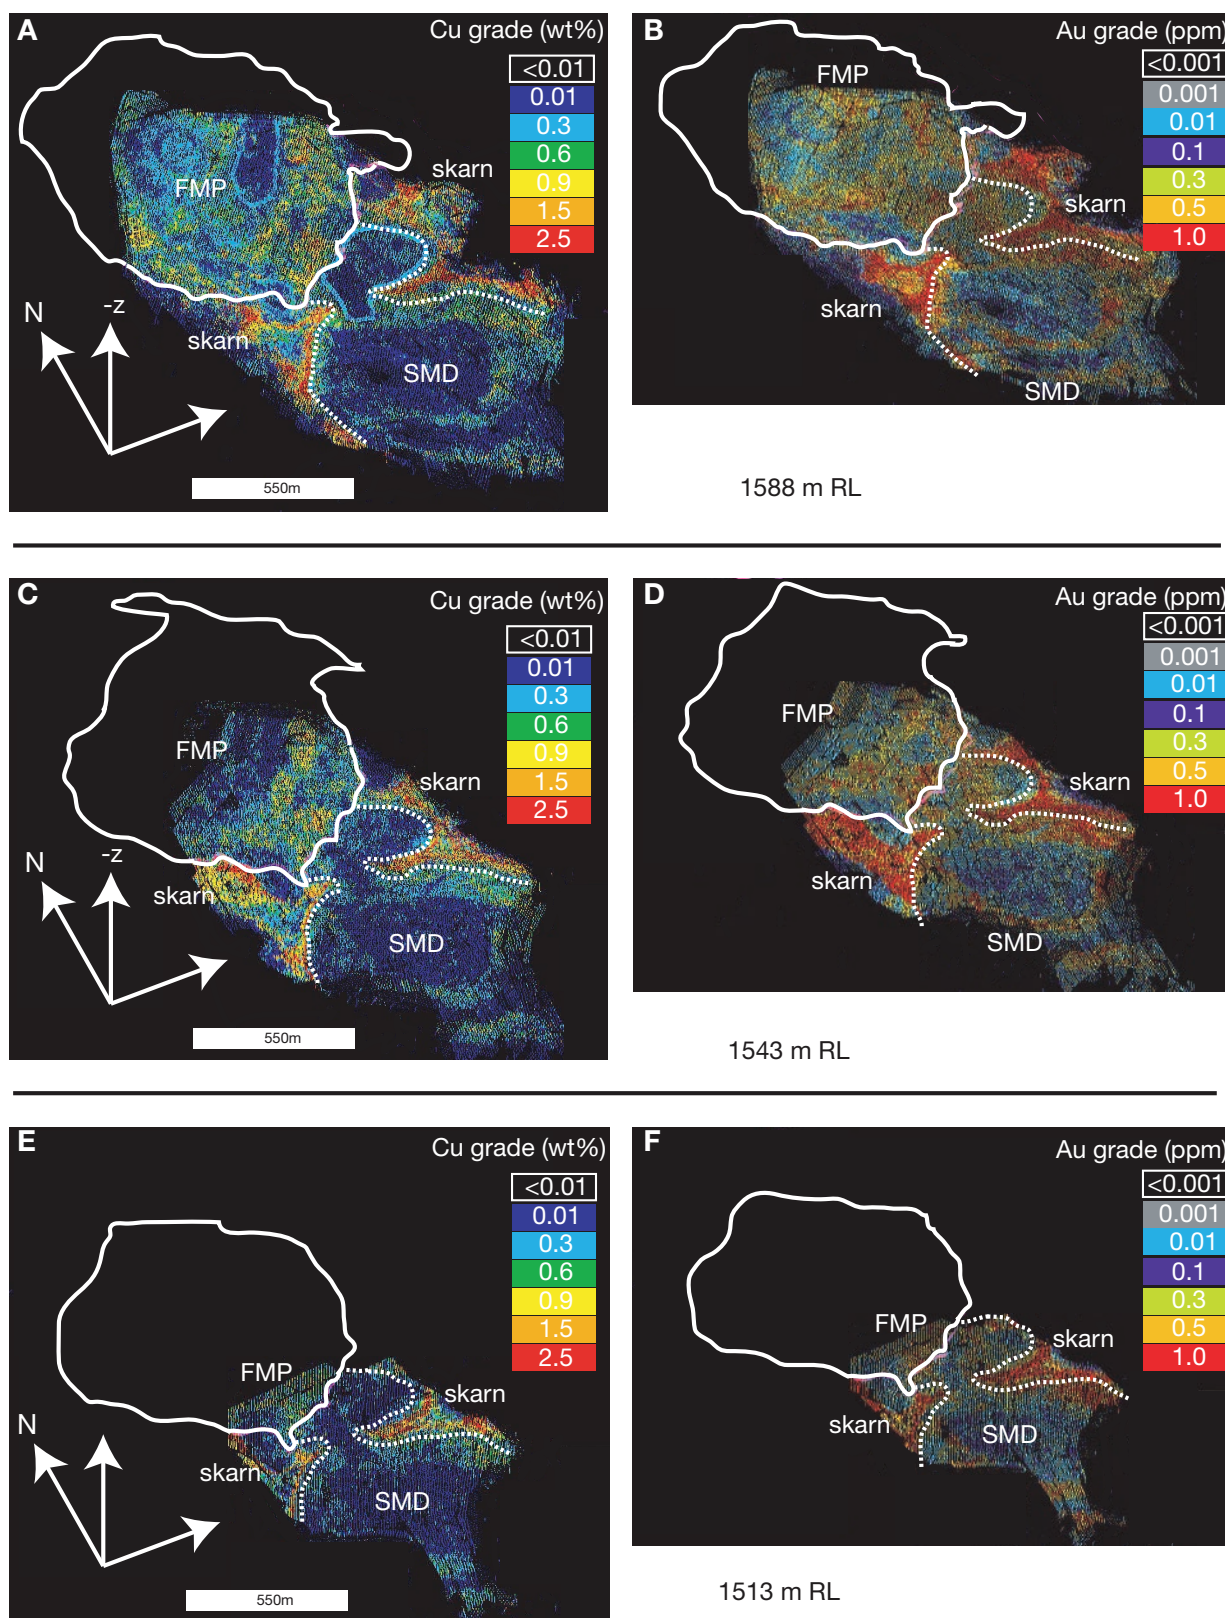 A
Cu grade (wt%)
<0.01
0.01
0.3
0.6
0.9
1.5
2.5
skarn
FMP
N
-z
skarn
SMD
550m
B
Au grade (ppm)
<0.001
0.001
0.01
0.1
0.3
0.5
1.0
FMP
skarn
skarn
SMD
1588 m RL
C
Cu grade (wt%)
<0.01
0.01
0.3
0.6
0.9
1.5
2.5
FMP
skarn
N
-z
skarn
SMD
550m
D
Au grade (ppm)
<0.001
0.001
0.01
0.1
0.3
0.5
1.0
FMP
skarn
skarn
SMD
1543 m RL
E
Cu grade (wt%)
<0.01
0.01
0.3
0.6
0.9
1.5
2.5
FMP
skarn
N
skarn
SMD
550m
F
Au grade (ppm)
<0.001
0.001
0.01
0.1
0.3
0.5
1.0
FMP
skarn
skarn
SMD
1513 m RL